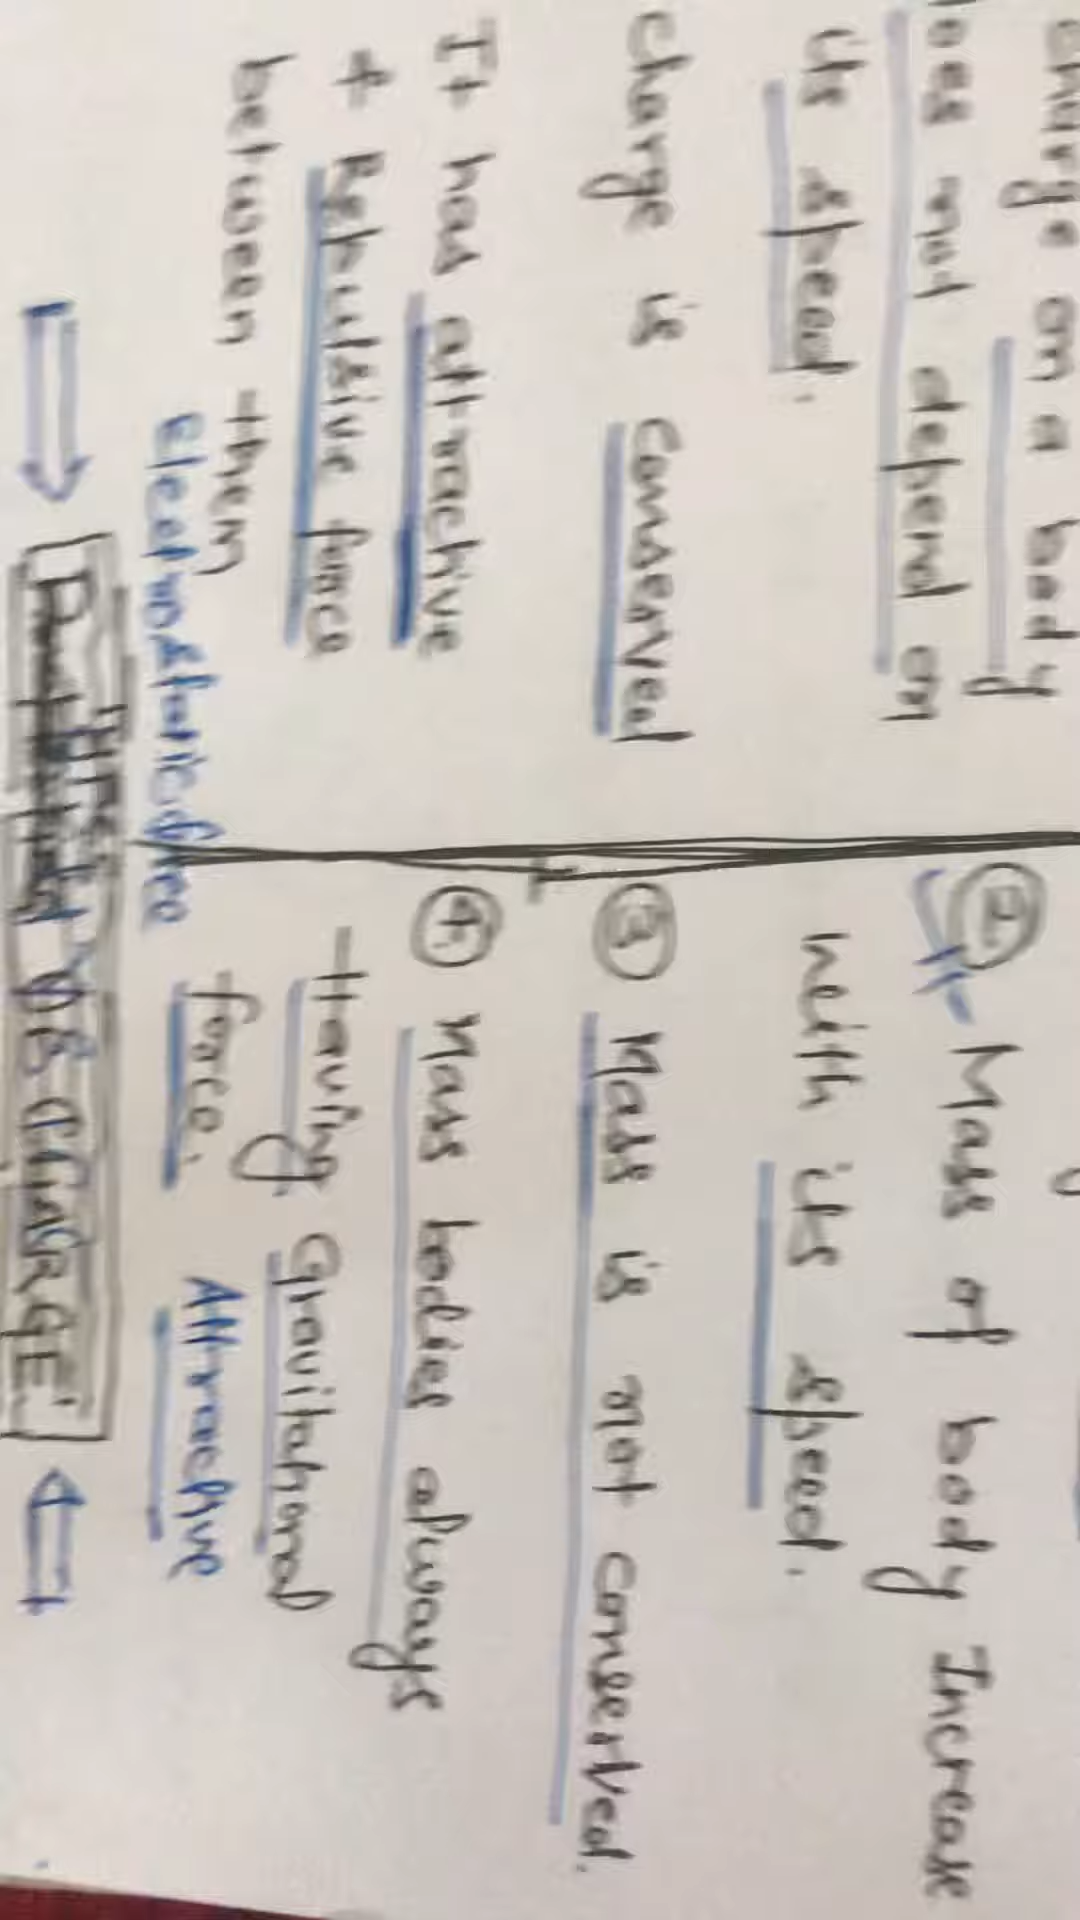 charge on a body
does not depend on
its speed.
charge is Conserved
It has attractive
+ Repulsive force
between them
Electrostatic force
② Mass of body Increase
with its speed.
③ Mass is not conserved.
④ Mass bodies always
Having Gravitational
force. Attractive
CHARGE